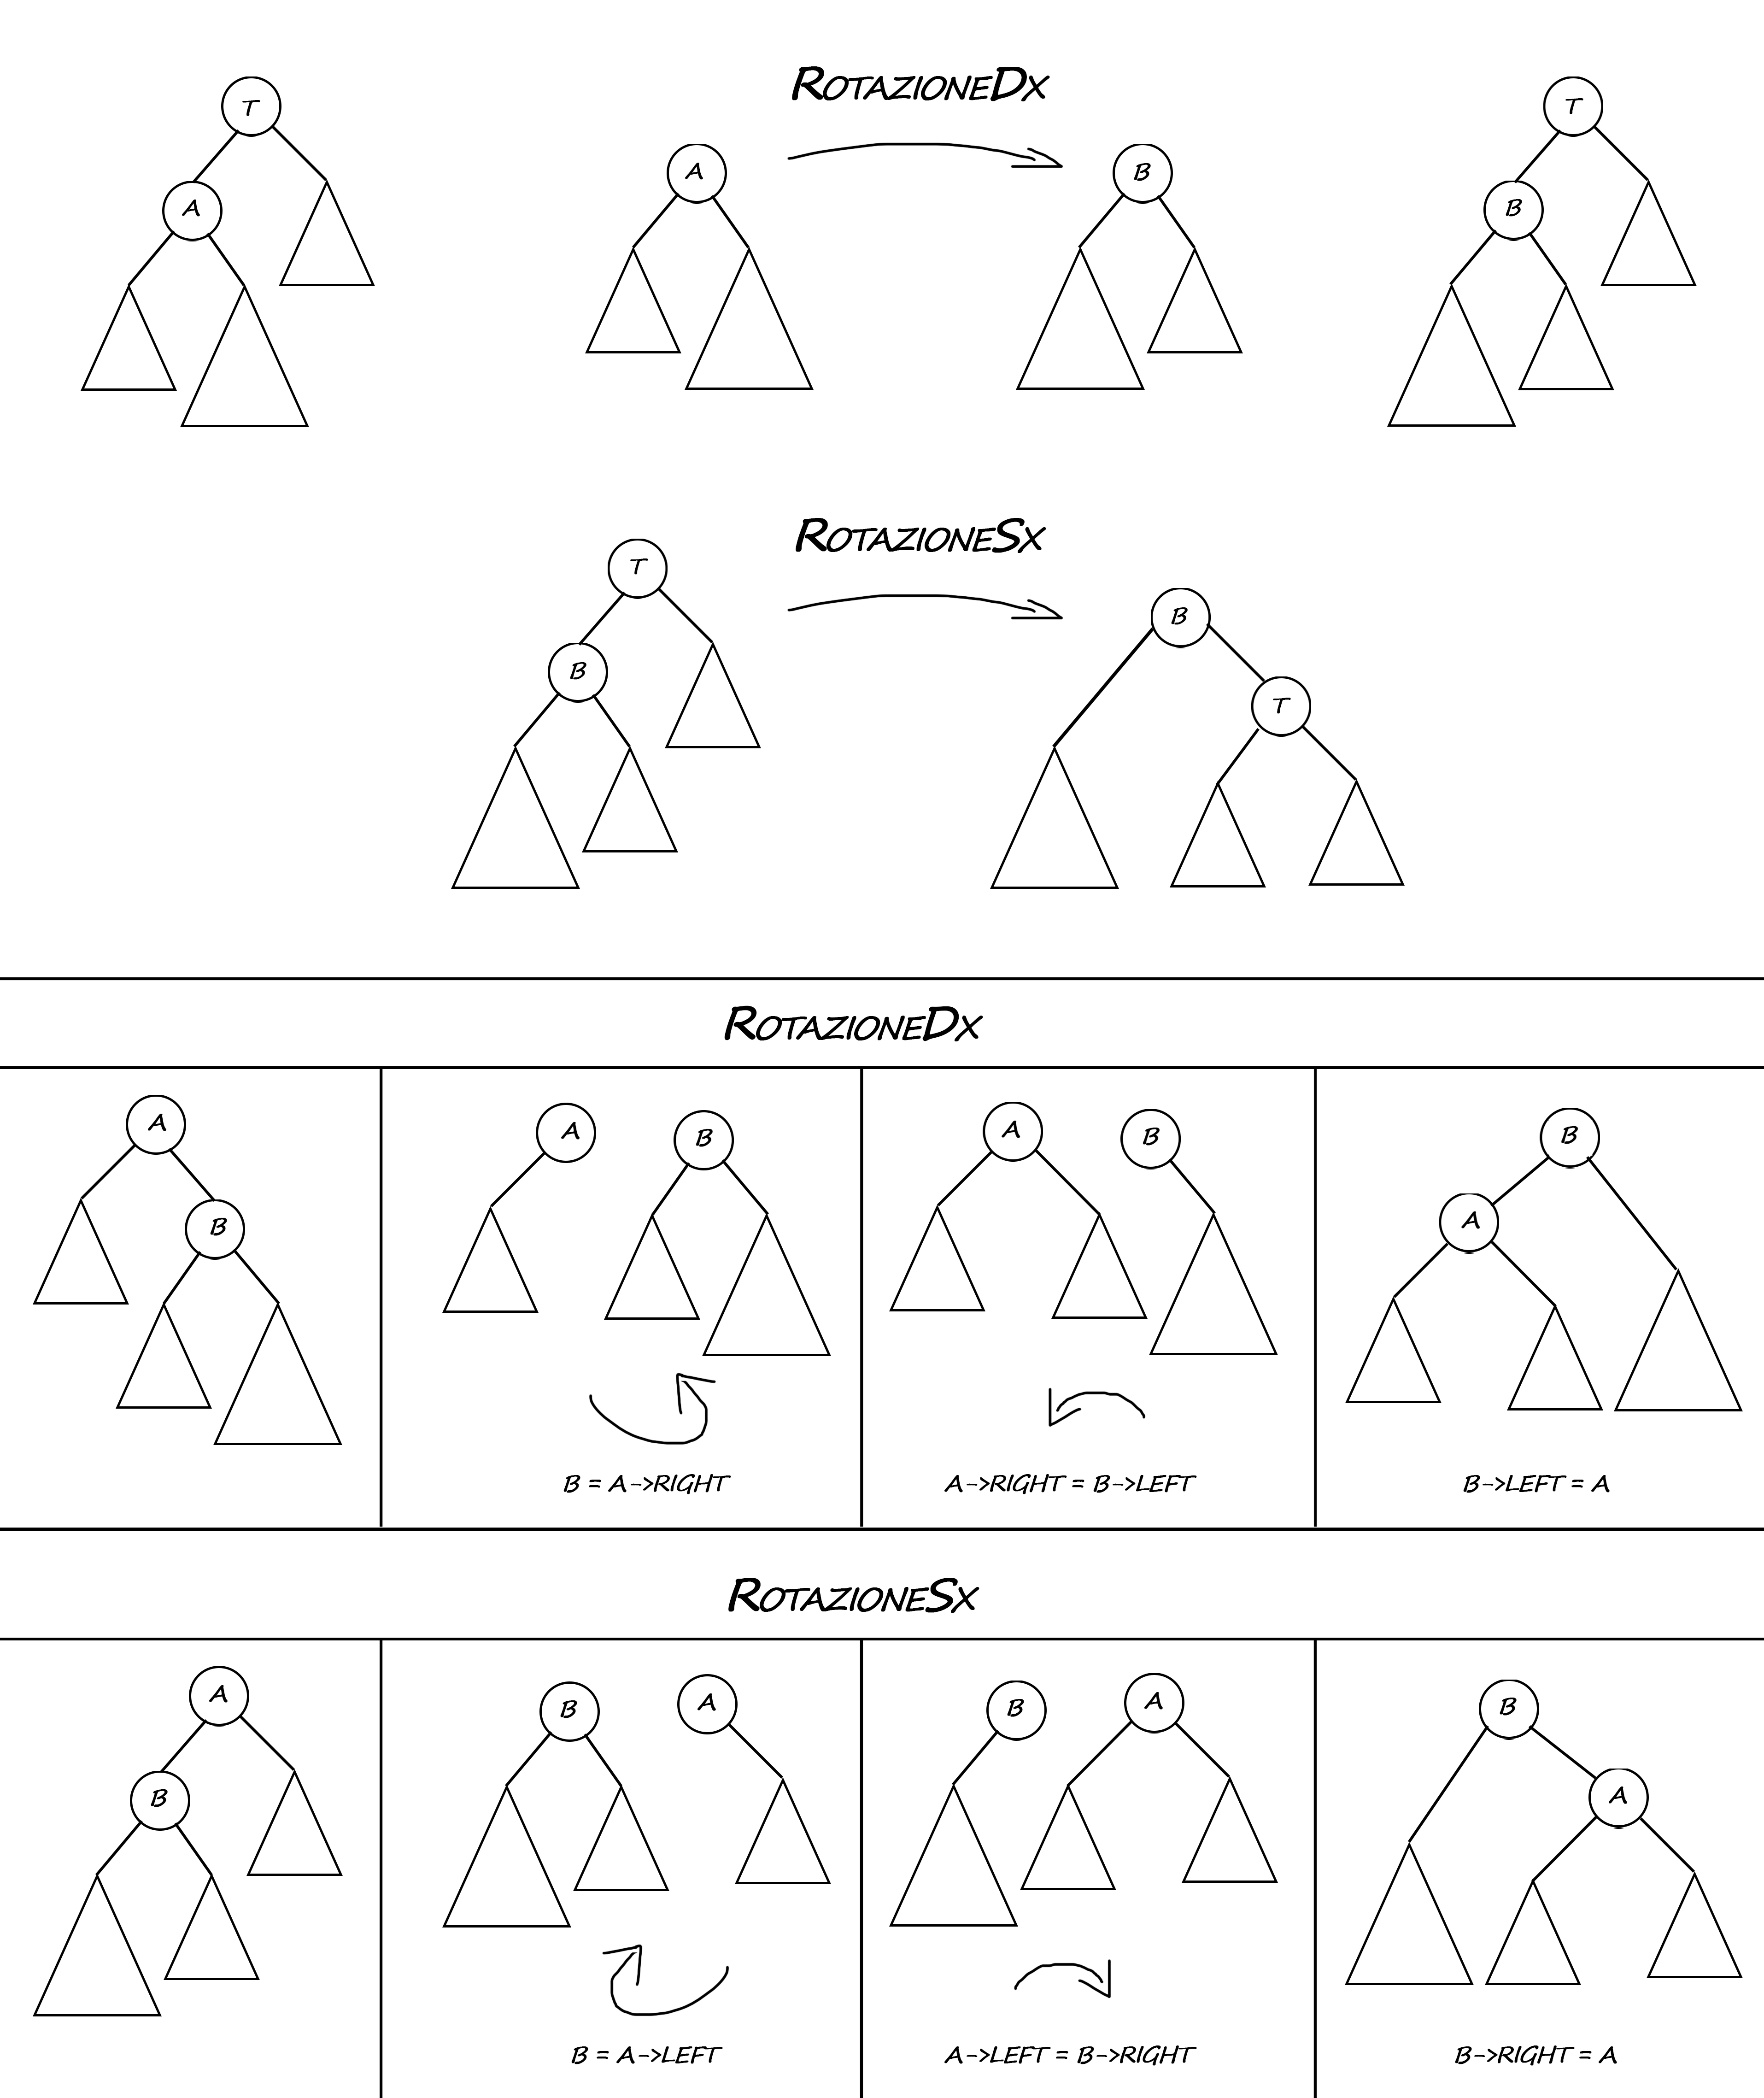 RotazioneDx
T
T
A
B
A
B
RotazioneSx
T
B
B
T
RotazioneDx
A
B
A
B
B = A->RIGHT
A
B
A->RIGHT = B->LEFT
B
A
B->LEFT = A
RotazioneSx
A
B
B
A
B = A->LEFT
B
A
A->LEFT = B->RIGHT
B
A
B->RIGHT = A